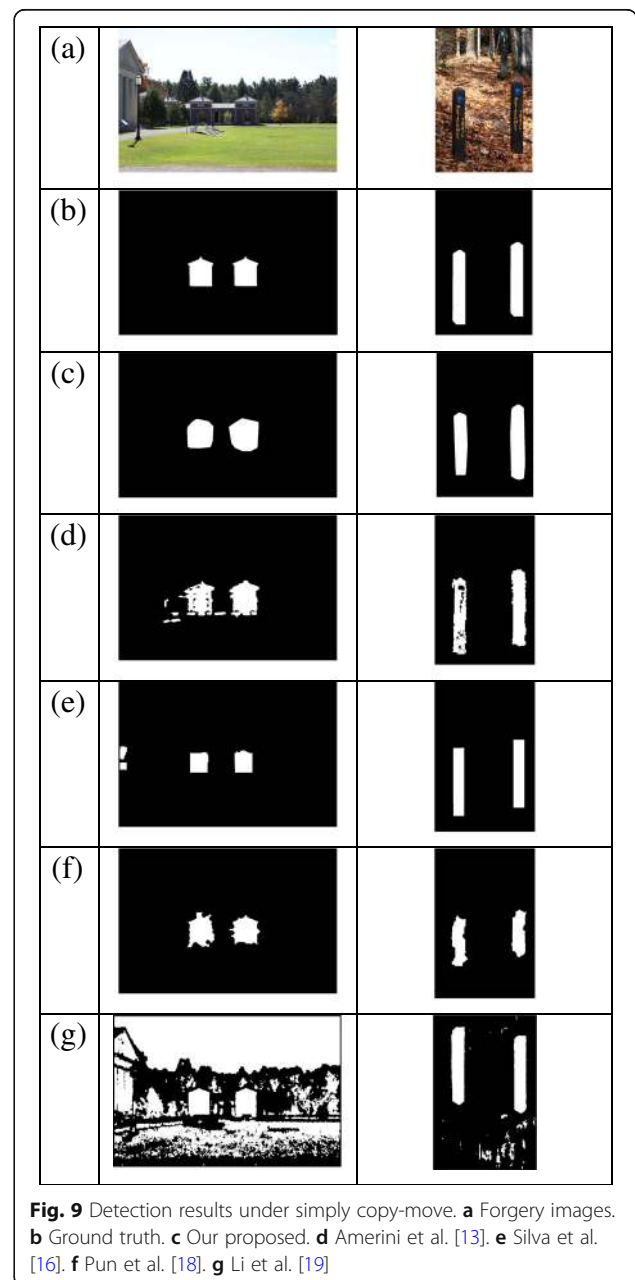 (a)
(b)
(c)
(d)
(e)
(f)
(g)
Fig. 9 Detection results under simply copy-move. a Forgery images.
b Ground truth. c Our proposed. d Amerini et al. [13]. e Silva et al.
[16]. f Pun et al. [18]. g Li et al. [19]